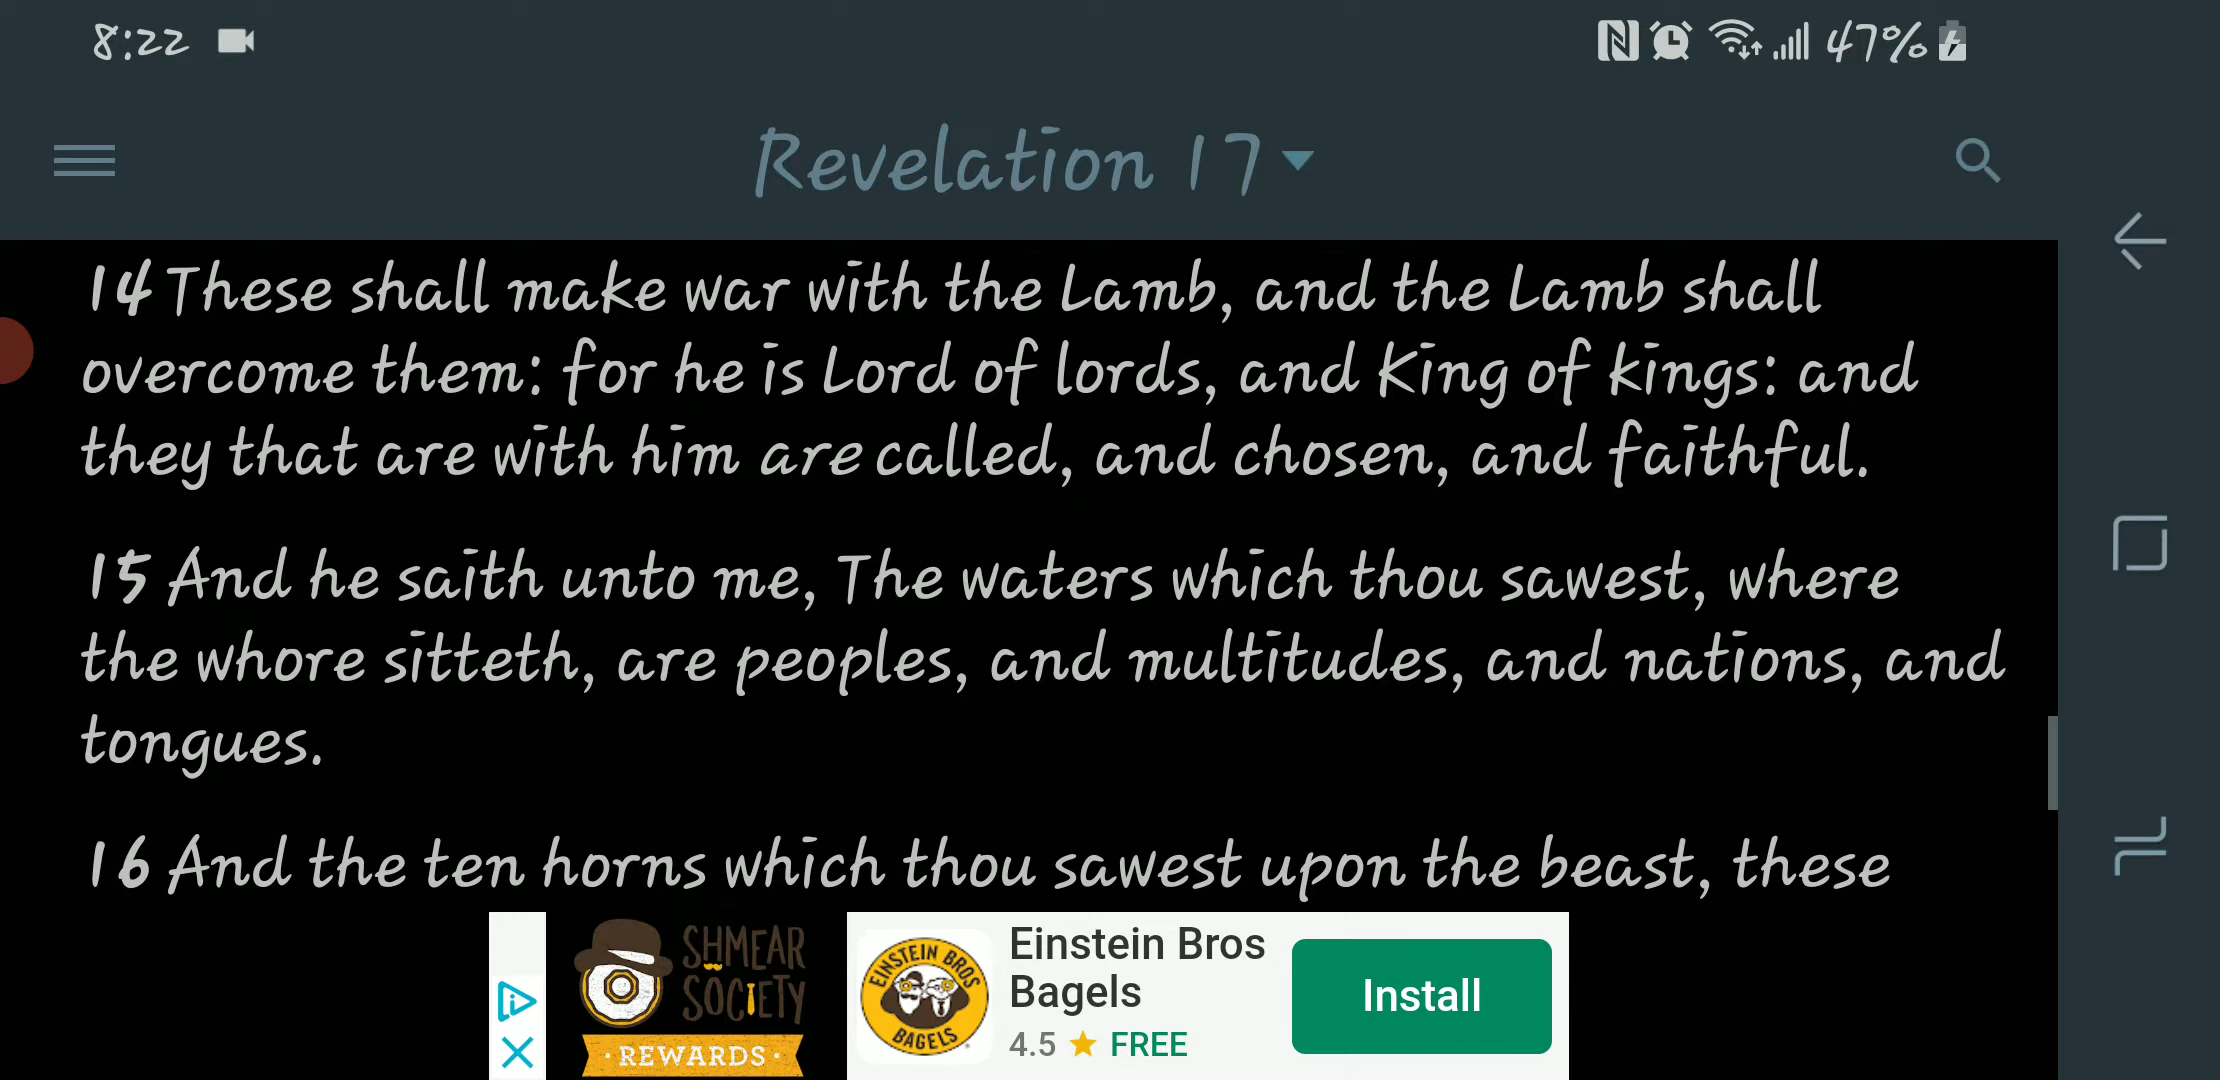 8:22
47%
Revelation 17
14 These shall make war with the Lamb, and the Lamb shall
overcome them: for he is Lord of lords, and King of kings: and
they that are with him are called, and chosen, and faithful.
15 And he saith unto me, The waters which thou sawest, where
the whore sitteth, are peoples, and multitudes, and nations, and
tongues.
16 And the ten horns which thou sawest upon the beast, these
SHMEAR
SOCIETY
· REWARDS ·
EINSTEIN BROS
BAGELS
Einstein Bros
Bagels
4.5 ★ FREE
Install